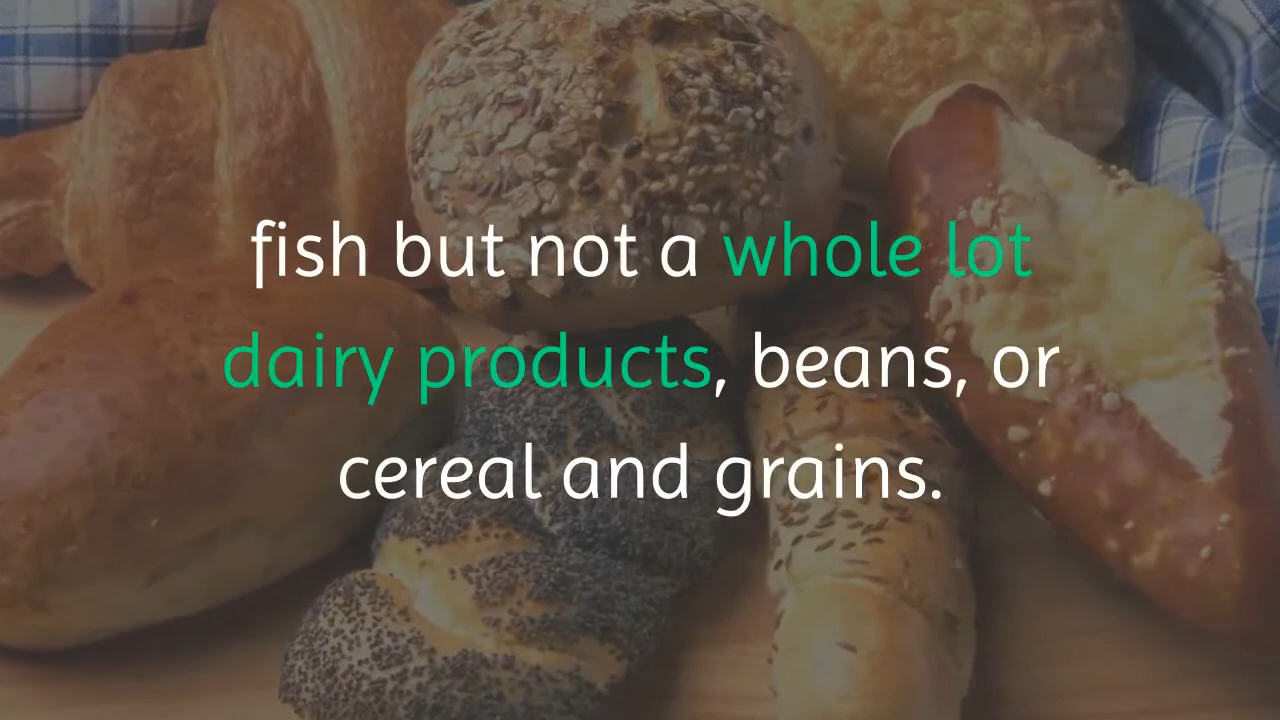 fish but not a whole lot
dairy products, beans, or
cereal and grains.